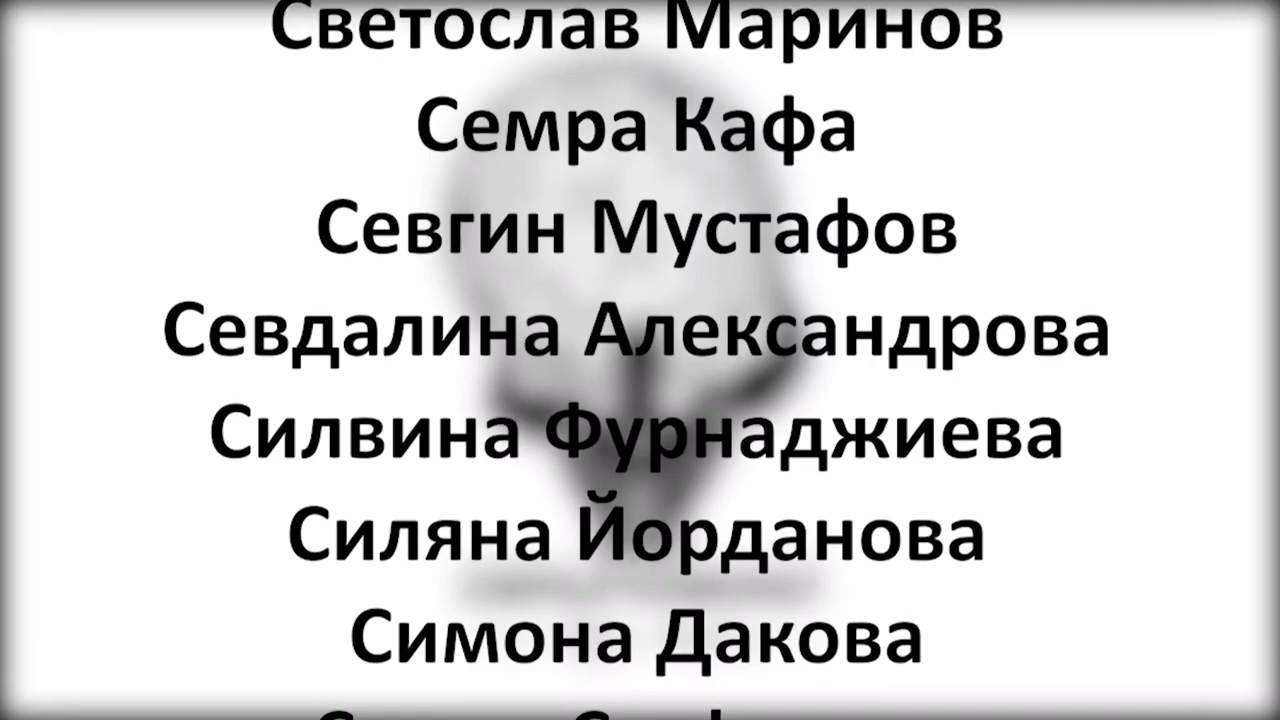 Светослав Маринов
Семра Кафа
Севгин Мустафов
Севдалина Александрова
Силвина Фурнаджиева
Силяна Йорданова
Симона Дакова